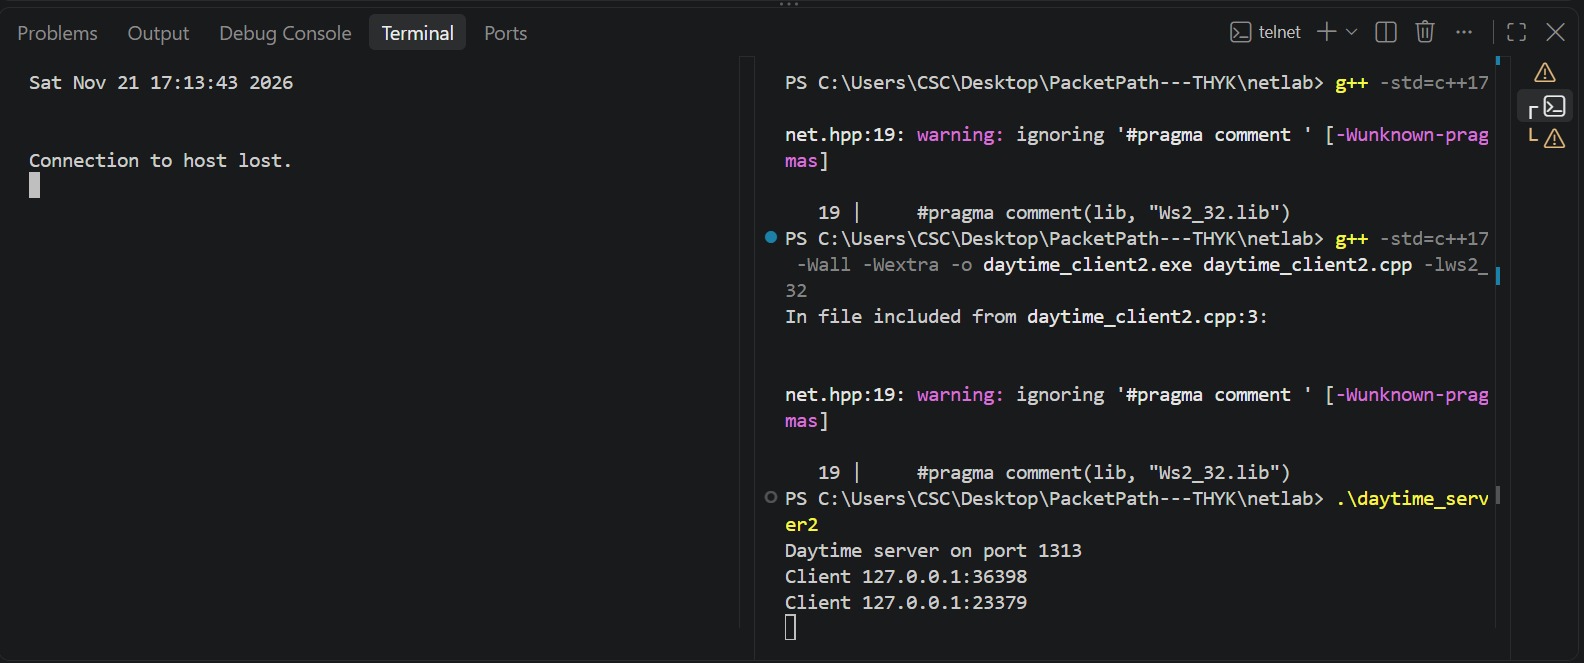 Problems Output Debug Console Terminal Ports telnet
Sat Nov 21 17:13:43 2026
Connection to host lost.
PS C:\Users\CSC\Desktop\PacketPath---THYK\netlab> g++ -std=c++17
net.hpp:19: warning: ignoring '#pragma comment ' [-Wunknown-prag
mas]
19 | #pragma comment(lib, "Ws2_32.lib")
PS C:\Users\CSC\Desktop\PacketPath---THYK\netlab> g++ -std=c++17
-Wall -Wextra -o daytime_client2.exe daytime_client2.cpp -lws2_
32
In file included from daytime_client2.cpp:3:
net.hpp:19: warning: ignoring '#pragma comment ' [-Wunknown-prag
mas]
19 | #pragma comment(lib, "Ws2_32.lib")
PS C:\Users\CSC\Desktop\PacketPath---THYK\netlab> .\daytime_serv
er2
Daytime server on port 1313
Client 127.0.0.1:36398
Client 127.0.0.1:23379